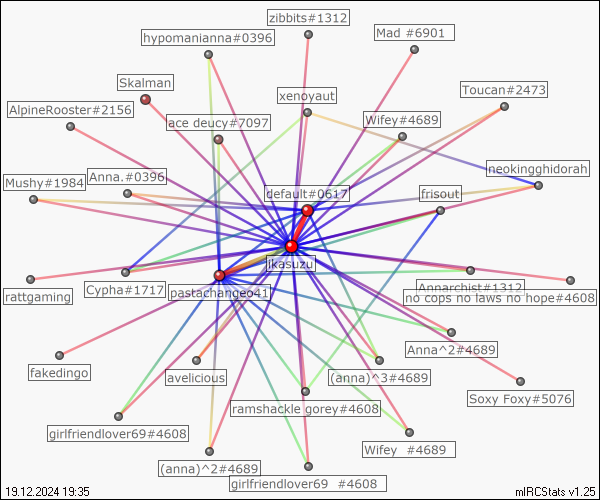 zibbits#1312
hypomanianna#0396
Mad #6901
Skalman
xenoyaut
Toucan#2473
AlpineRooster#2156
ace deucy#7097
Wifey#4689
Mushy#1984
Anna.#0396
default#0617
frisout
neokingghidorah
ikasuzu
rattgaming
Cypha#1717
pastachangeo41
Annarchist#1312
no cops no laws no hope#4608
Anna^2#4689
fakedingo
avelicious
(anna)^3#4689
Soxy Foxy#5076
ramshackle gorey#4608
girlfriendlover69#4608
Wifey #4689
(anna)^2#4689
girlfriendlover69 #4608
19.12.2024 19:35
mIRCStats v1.25